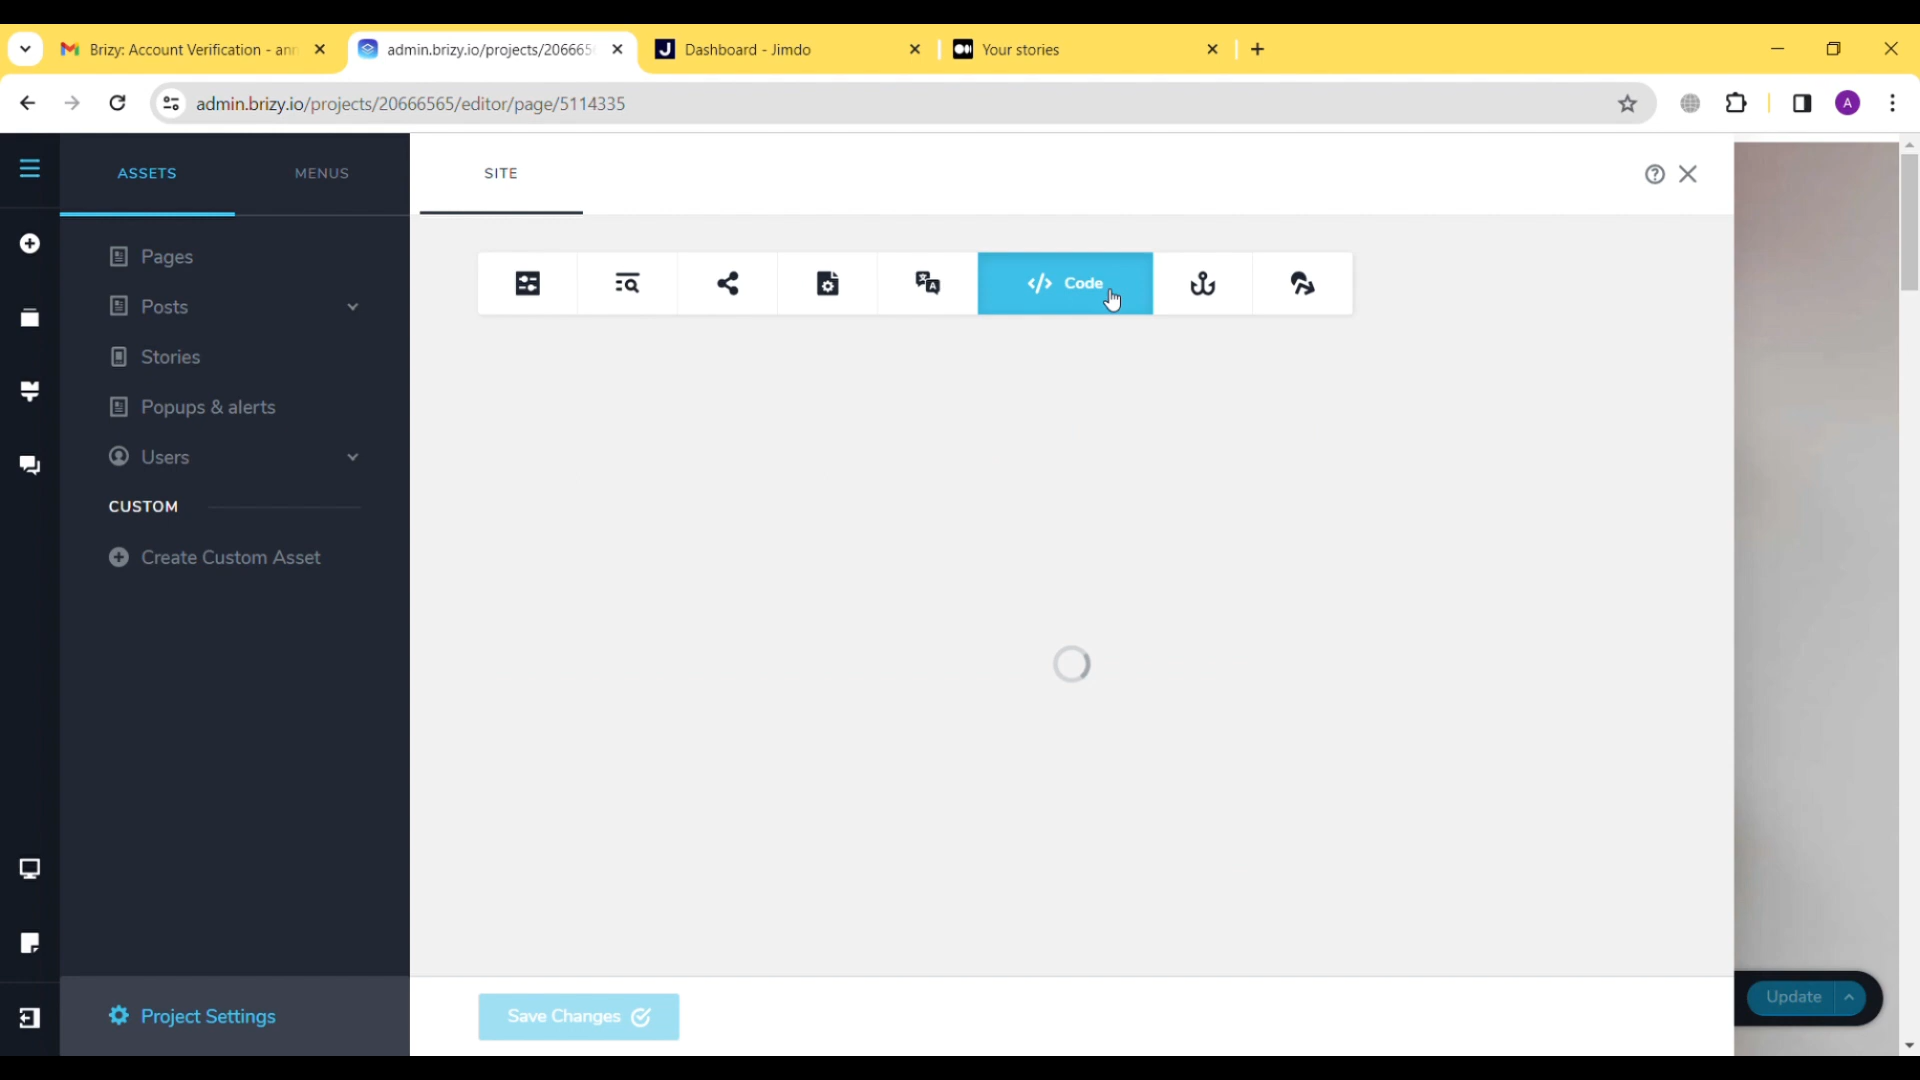 Brizy: Account Verification - ann
admin.brizy.io/projects/206665
Dashboard - Jimdo
Your stories
admin.brizy.io/projects/20666565/editor/page/5114335
A
ASSETS
MENUS
SITE
Pages
Posts
Stories
Popups & alerts
Users
CUSTOM
Create Custom Asset
</> Code
Project Settings
Save Changes
Update